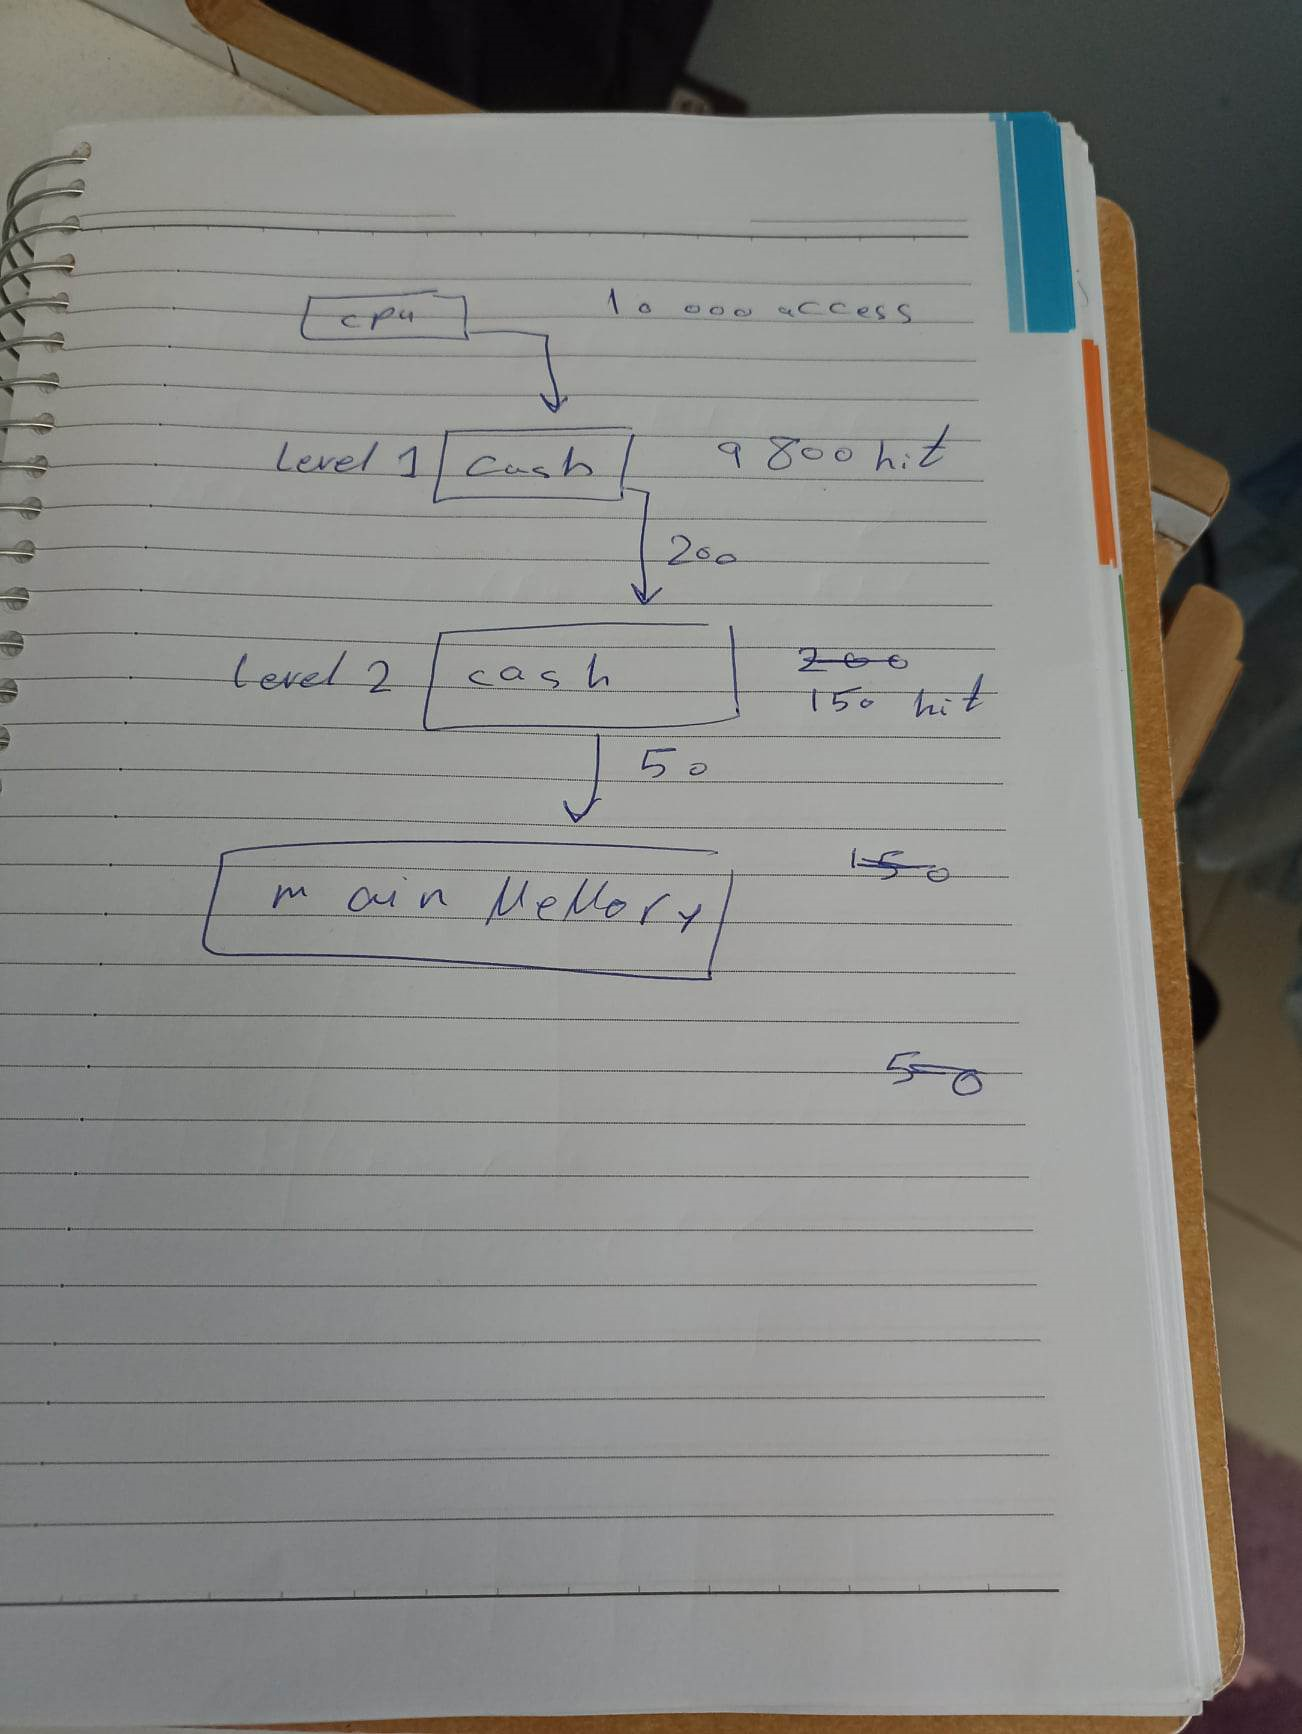 cpu 10 000 access
Level 1 cash 9800 hit
200
Level 2 cash 200
150 hit
50
main MeMory 150
50